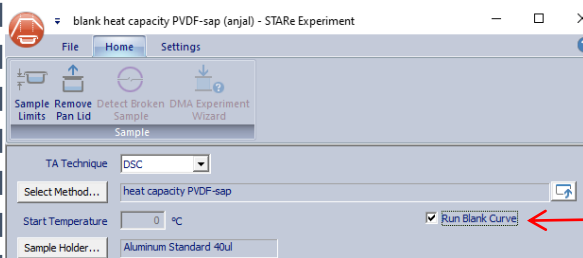 blank heat capacity PVDF-sap (anjal) - STARe Experiment
File Home Settings
Sample Limits
Remove Pan Lid
Detect Broken Sample
DMA Experiment Wizard
Sample
TA Technique DSC
Select Method... heat capacity PVDF-sap
Start Temperature 0 °C Run Blank Curve
Sample Holder... Aluminum Standard 40ul